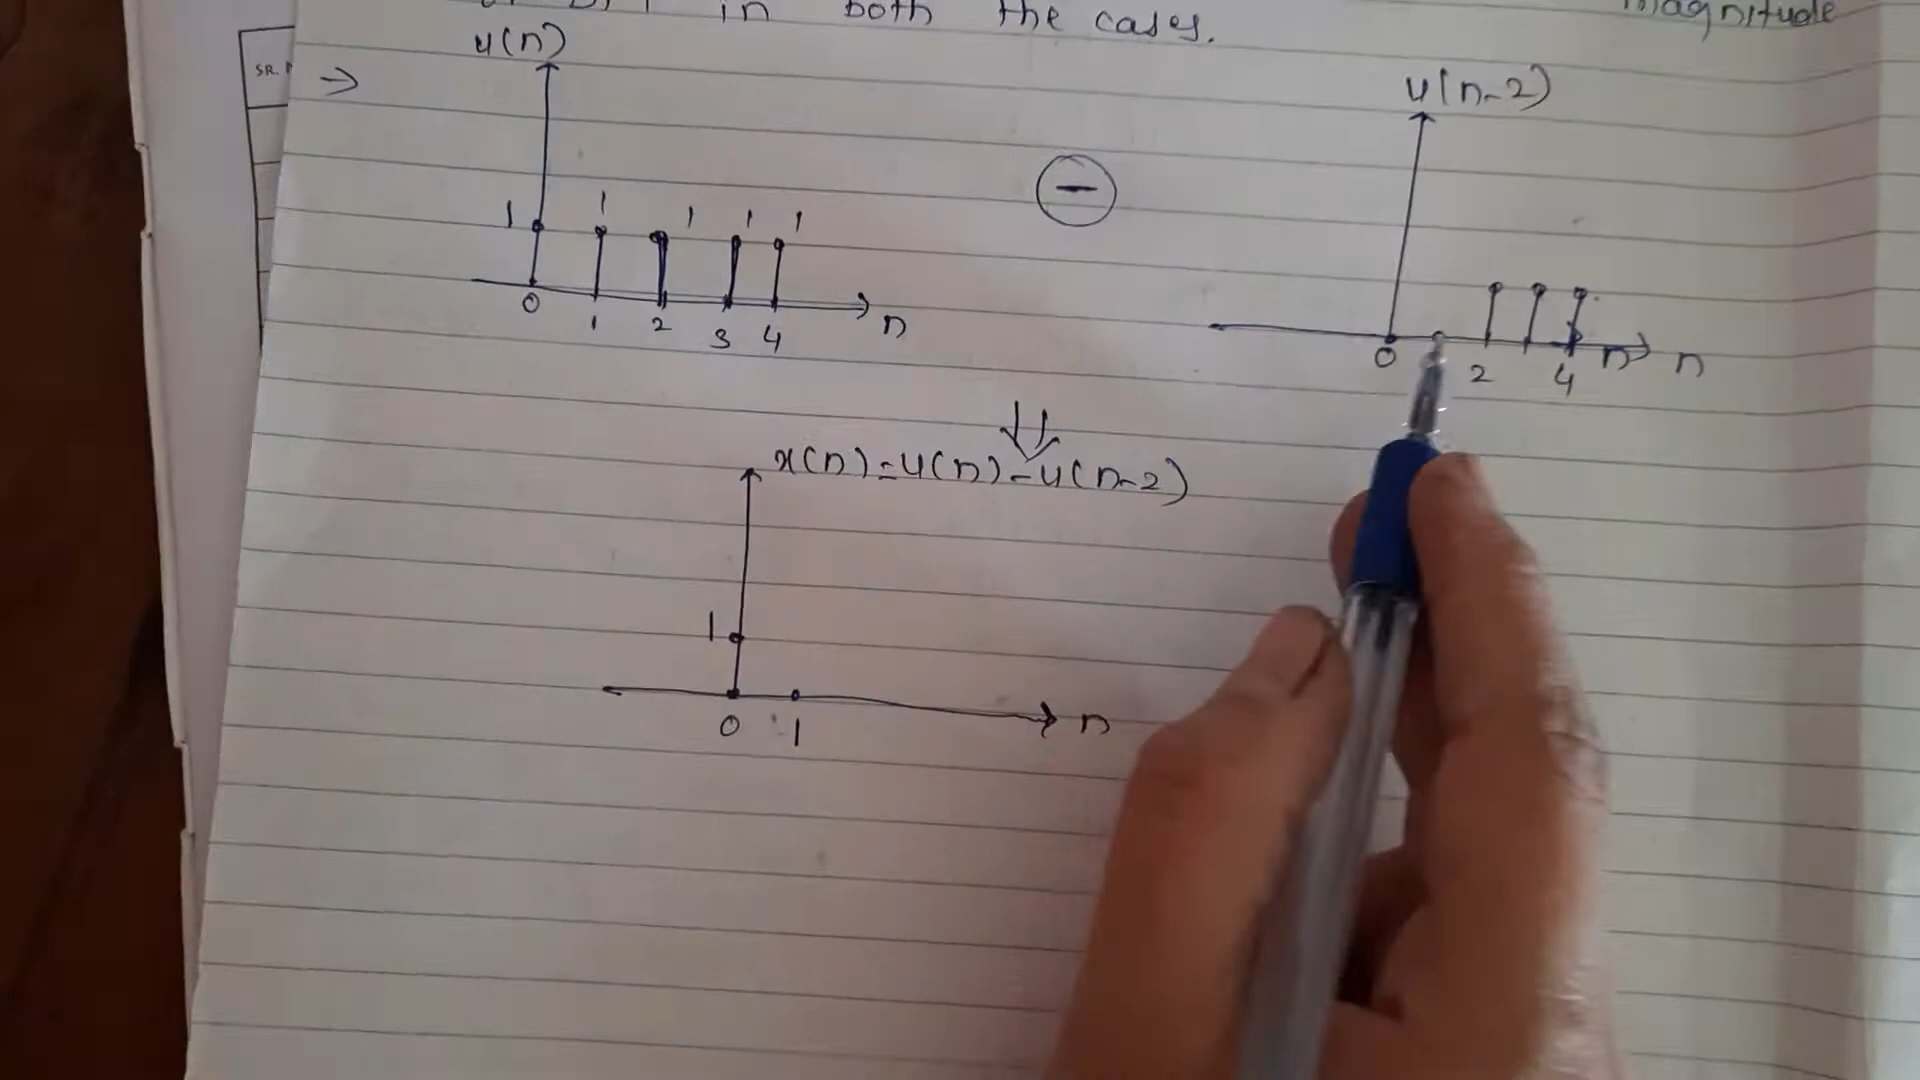 in both the cases.
magnitude
SR.
→
u(n)
1 1 1 1 1
0 1 2 3 4 n
−
u(n-2)
0 2 4 n n
x(n)=u(n)-u(n-2)
1
0 1 n